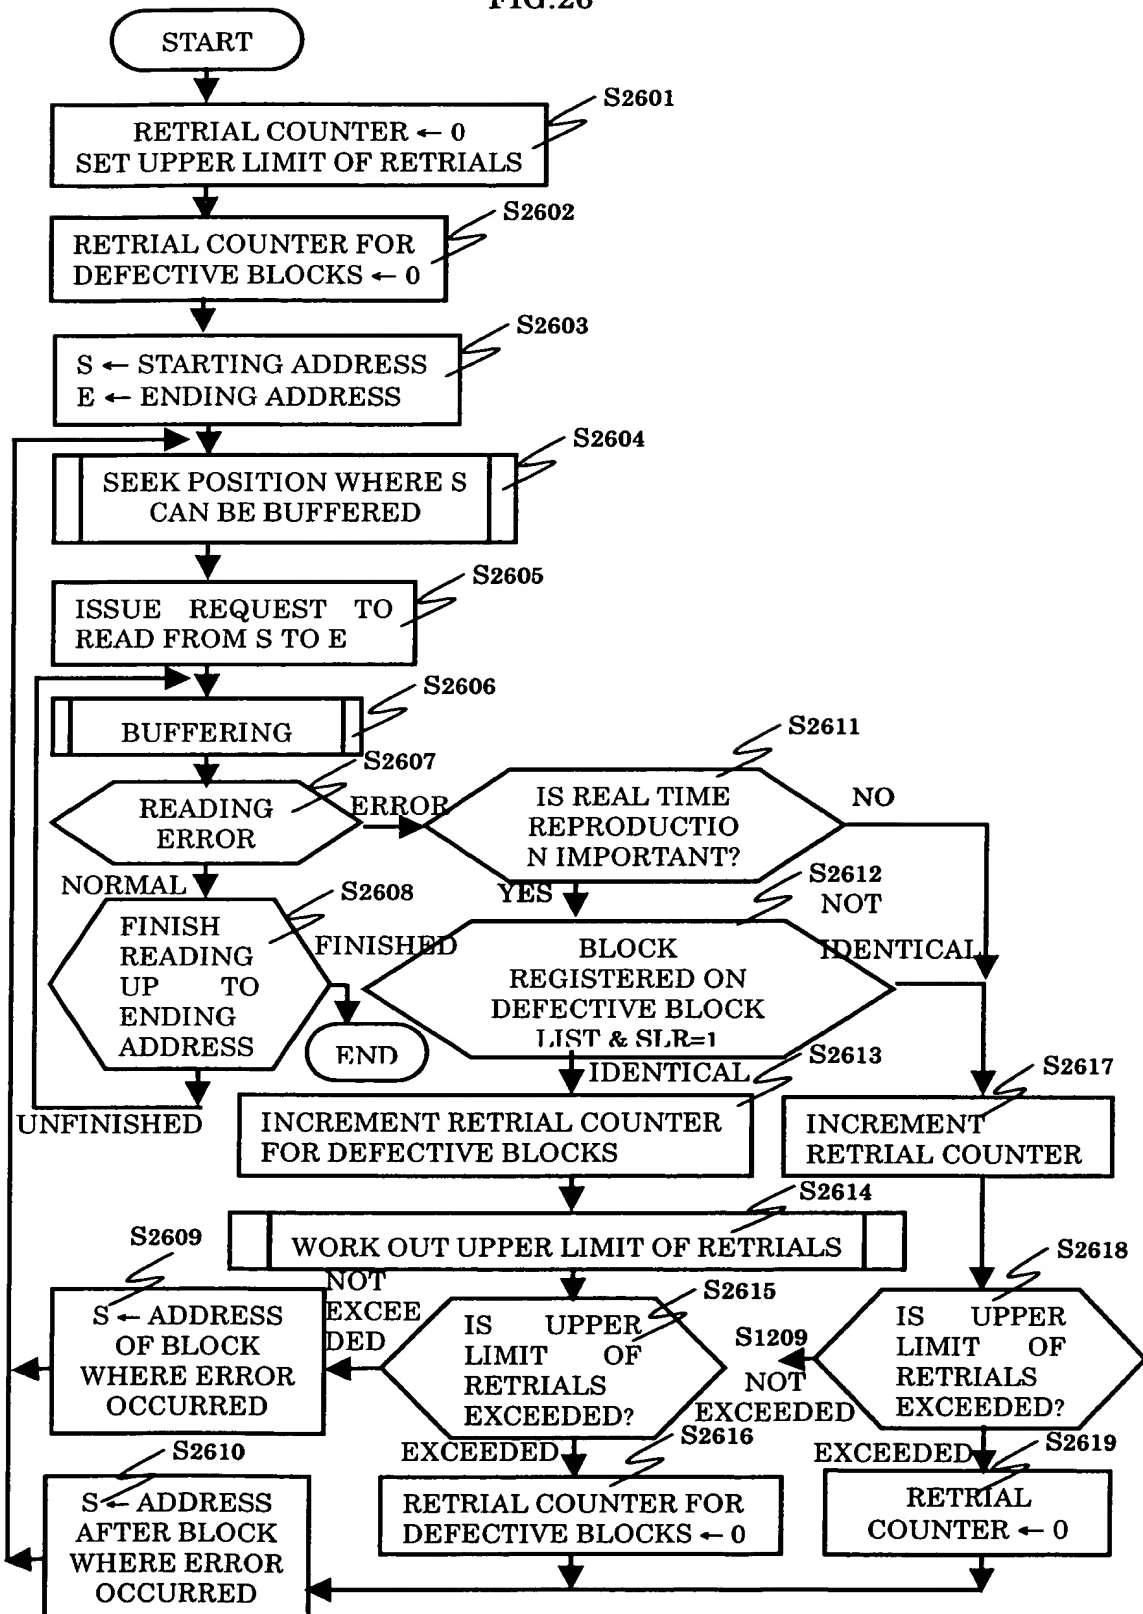 FIG.26
START
S2601
RETRIAL COUNTER ← 0
SET UPPER LIMIT OF RETRIALS
S2602
RETRIAL COUNTER FOR
DEFECTIVE BLOCKS ← 0
S2603
S ← STARTING ADDRESS
E ← ENDING ADDRESS
S2604
SEEK POSITION WHERE S
CAN BE BUFFERED
S2605
ISSUE REQUEST TO
READ FROM S TO E
S2606
BUFFERING
S2607
READING
ERROR
ERROR
S2611
IS REAL TIME
REPRODUCTIO
N IMPORTANT?
NO
YES
NORMAL
S2608
FINISH
READING
UP TO
ENDING
ADDRESS
FINISHED
END
UNFINISHED
S2612
NOT
IDENTICAL
BLOCK
REGISTERED ON
DEFECTIVE BLOCK
LIST & SLR=1
IDENTICAL
S2613
INCREMENT RETRIAL COUNTER
FOR DEFECTIVE BLOCKS
S2617
INCREMENT
RETRIAL COUNTER
S2614
WORK OUT UPPER LIMIT OF RETRIALS
S2609
S ← ADDRESS
OF BLOCK
WHERE ERROR
OCCURRED
NOT
EXCEE
DED
S2615
IS UPPER
LIMIT OF
RETRIALS
EXCEEDED?
S1209
NOT
EXCEEDED
S2618
IS UPPER
LIMIT OF
RETRIALS
EXCEEDED?
EXCEEDED
S2616
RETRIAL COUNTER FOR
DEFECTIVE BLOCKS ← 0
EXCEEDED
S2619
RETRIAL
COUNTER ← 0
S2610
S ← ADDRESS
AFTER BLOCK
WHERE ERROR
OCCURRED